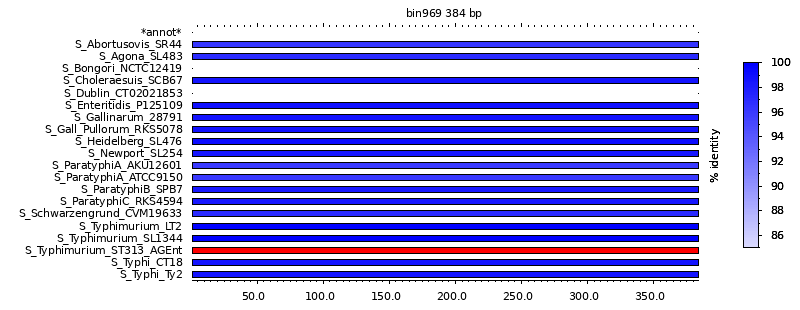 bin969 384 bp
*annot*
S_Abortusovis_SR44
S_Agona_SL483
S_Bongori_NCTC12419
S_Choleraesuis_SCB67
S_Dublin_CT02021853
S_Enteritidis_P125109
S_Gallinarum_28791
S_Gall_Pullorum_RKS5078
S_Heidelberg_SL476
S_Newport_SL254
S_ParatyphiA_AKU12601
S_ParatyphiA_ATCC9150
S_ParatyphiB_SPB7
S_ParatyphiC_RKS4594
S_Schwarzengrund_CVM19633
S_Typhimurium_LT2
S_Typhimurium_SL1344
S_Typhimurium_ST313_AGEnt
S_Typhi_CT18
S_Typhi_Ty2
50.0 100.0 150.0 200.0 250.0 300.0 350.0
% identity
100
98
96
94
92
90
88
86